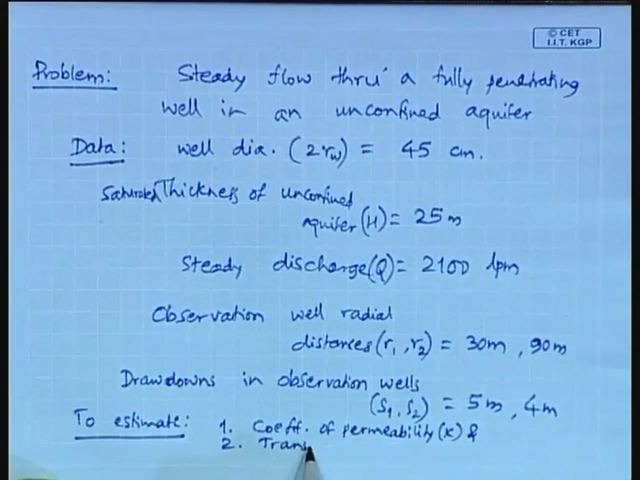 © CET
I.I.T. KGP
Problem: Steady flow thru' a fully penetrating
well in an unconfined aquifer
Data: well dia. (2rw) = 45 cm.
Saturated Thickness of unconfined
aquifer (H) = 25m
Steady discharge(Q) = 2100 lpm
Observation well radial
distances (r1, r2) = 30m, 90m
Drawdowns in observation wells
(S1, S2) = 5m, 4m
To estimate: 1. Coeff. of permeability (K) &
2. Trans